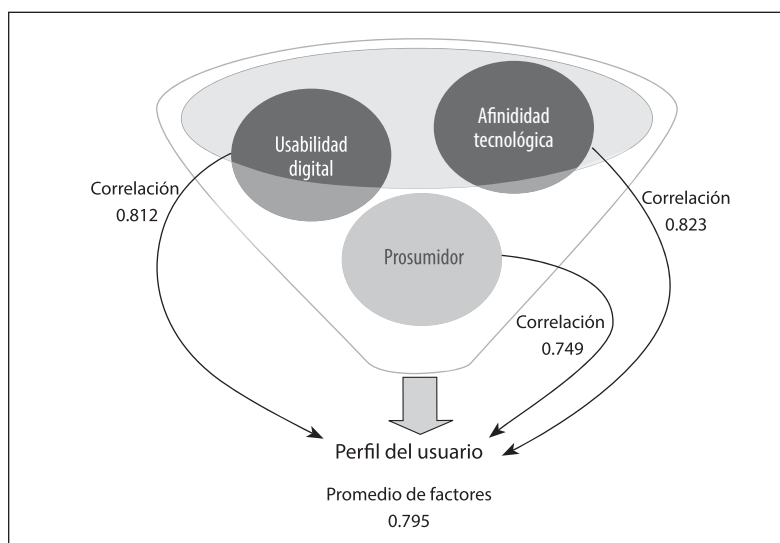 Usabilidad
digital
Afinididad
tecnológica
Correlación
0.812
Correlación
0.823
Prosumidor
Correlación
0.749
Perfil del usuario
Promedio de factores
0.795